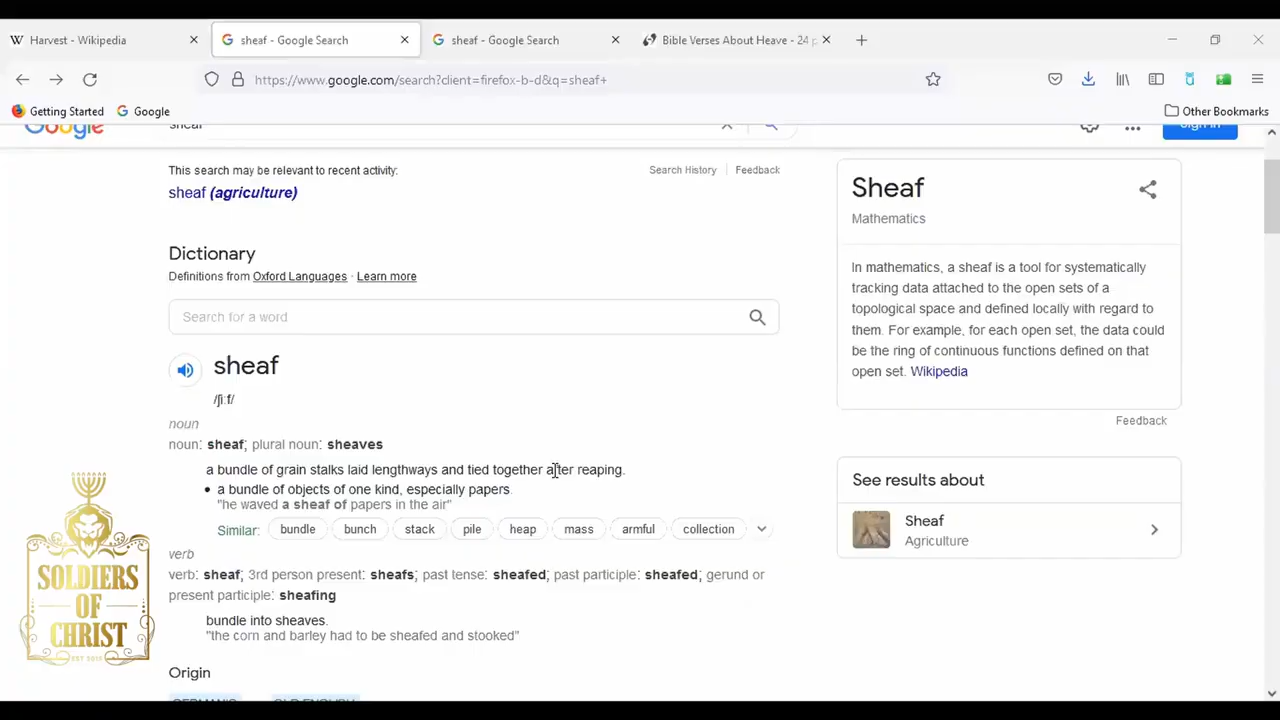 Harvest - Wikipedia
sheaf - Google Search
sheaf - Google Search
Bible Verses About Heave - 24
https://www.google.com/search?client=firefox-b-d&q=sheaf+
Getting Started
Google
Other Bookmarks
Google
sheaf
Sign in
This search may be relevant to recent activity:
Search History
Feedback
sheaf (agriculture)
Dictionary
Definitions from Oxford Languages · Learn more
Search for a word
sheaf
/ʃiːf/
noun
noun: sheaf; plural noun: sheaves
a bundle of grain stalks laid lengthways and tied together after reaping.
• a bundle of objects of one kind, especially papers.
"he waved a sheaf of papers in the air"
Similar:
bundle
bunch
stack
pile
heap
mass
armful
collection
verb
verb: sheaf; 3rd person present: sheafs; past tense: sheafed; past participle: sheafed; gerund or
present participle: sheafing
bundle into sheaves.
"the corn and barley had to be sheafed and stooked"
Origin
GERMANIC
OLD ENGLISH
Sheaf
Mathematics
In mathematics, a sheaf is a tool for systematically
tracking data attached to the open sets of a
topological space and defined locally with regard to
them. For example, for each open set, the data could
be the ring of continuous functions defined on that
open set. Wikipedia
Feedback
See results about
Sheaf
Agriculture
SOLDIERS
OF
CHRIST